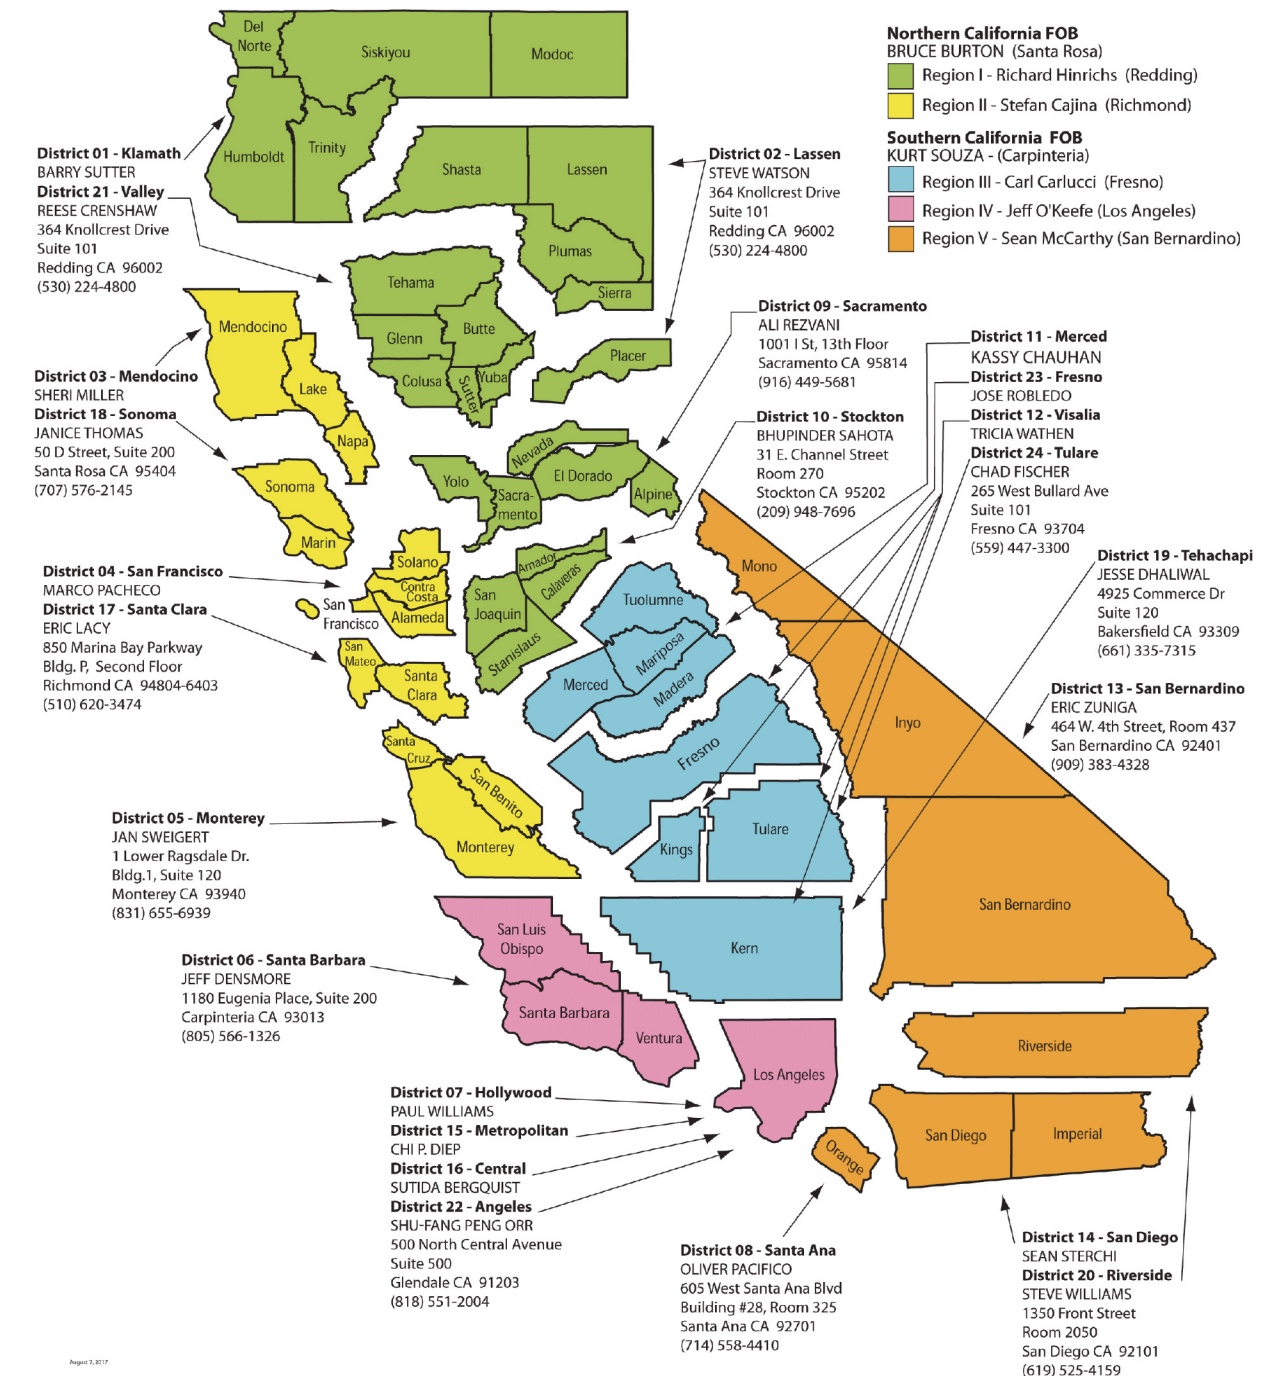 Northern California FOB
BRUCE BURTON (Santa Rosa)
Region I - Richard Hinrichs (Redding)
Region II - Stefan Cajina (Richmond)
Southern California FOB
KURT SOUZA - (Carpinteria)
Region III - Carl Carlucci (Fresno)
Region IV - Jeff O'Keefe (Los Angeles)
Region V - Sean McCarthy (San Bernardino)
Del
Norte
Siskiyou
Modoc
Humboldt
Trinity
Shasta
Lassen
Plumas
Sierra
District 01 - Klamath
BARRY SUTTER
District 21 - Valley
REESE CRENSHAW
364 Knollcrest Drive
Suite 101
Redding CA 96002
(530) 224-4800
District 02 - Lassen
STEVE WATSON
364 Knollcrest Drive
Suite 101
Redding CA 96002
(530) 224-4800
Tehama
Glenn
Butte
Colusa
Sutter
Yuba
Placer
Mendocino
Lake
Napa
District 03 - Mendocino
SHERI MILLER
District 18 - Sonoma
JANICE THOMAS
50 D Street, Suite 200
Santa Rosa CA 95404
(707) 576-2145
Sonoma
Marin
District 09 - Sacramento
ALI REZVANI
1001 I St, 13th Floor
Sacramento CA 95814
(916) 449-5681
District 10 - Stockton
BHUPINDER SAHOTA
31 E. Channel Street
Room 270
Stockton CA 95202
(209) 948-7696
District 11 - Merced
KASSY CHAUHAN
District 23 - Fresno
JOSE ROBLEDO
District 12 - Visalia
TRICIA WATHEN
District 24 - Tulare
CHAD FISCHER
265 West Bullard Ave
Suite 101
Fresno CA 93704
(559) 447-3300
Nevada
Yolo
Sacra-
mento
El Dorado
Alpine
Amador
Calaveras
San
Joaquin
Stanislaus
Solano
Contra
Costa
Alameda
San
Francisco
San
Mateo
Santa
Clara
District 04 - San Francisco
MARCO PACHECO
District 17 - Santa Clara
ERIC LACY
850 Marina Bay Parkway
Bldg. P, Second Floor
Richmond CA 94804-6403
(510) 620-3474
Mono
Tuolumne
Mariposa
Merced
Madera
Fresno
Inyo
District 19 - Tehachapi
JESSE DHALIWAL
4925 Commerce Dr
Suite 120
Bakersfield CA 93309
(661) 335-7315
District 13 - San Bernardino
ERIC ZUNIGA
464 W. 4th Street, Room 437
San Bernardino CA 92401
(909) 383-4328
Santa
Cruz
San Benito
Monterey
Kings
Tulare
District 05 - Monterey
JAN SWEIGERT
1 Lower Ragsdale Dr.
Bldg.1, Suite 120
Monterey CA 93940
(831) 655-6939
San Luis
Obispo
Kern
San Bernardino
Santa Barbara
Ventura
District 06 - Santa Barbara
JEFF DENSMORE
1180 Eugenia Place, Suite 200
Carpinteria CA 93013
(805) 566-1326
Los Angeles
Riverside
San Diego
Imperial
Orange
District 07 - Hollywood
PAUL WILLIAMS
District 15 - Metropolitan
CHI P. DIEP
District 16 - Central
SUTIDA BERGQUIST
District 22 - Angeles
SHU-FANG PENG ORR
500 North Central Avenue
Suite 500
Glendale CA 91203
(818) 551-2004
District 08 - Santa Ana
OLIVER PACIFICO
605 West Santa Ana Blvd
Building #28, Room 325
Santa Ana CA 92701
(714) 558-4410
District 14 - San Diego
SEAN STERCHI
District 20 - Riverside
STEVE WILLIAMS
1350 Front Street
Room 2050
San Diego CA 92101
(619) 525-4159
August 7, 2017